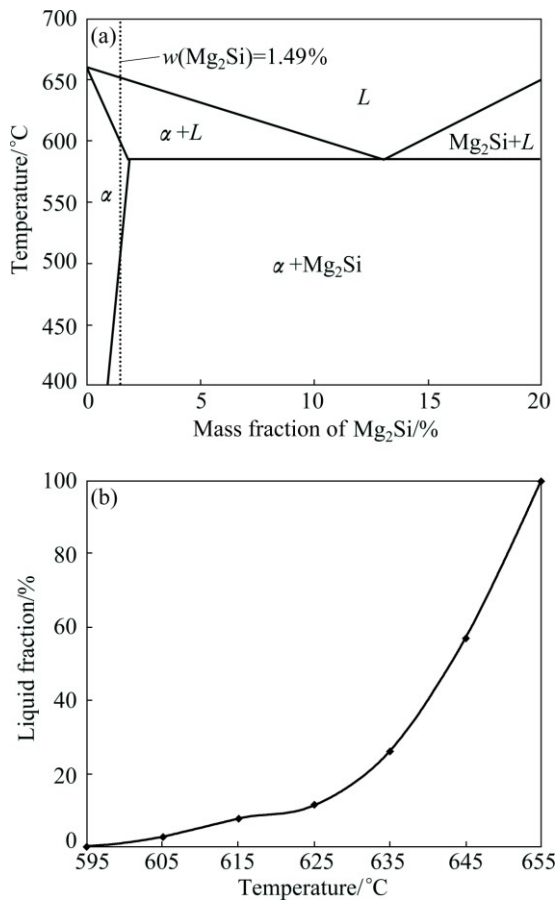 (a)
w(Mg₂Si)=1.49%
700
650
600
550
500
450
400
Temperature/°C
L
α+L
Mg₂Si+L
α
α+Mg₂Si
0 5 10 15 20
Mass fraction of Mg₂Si/%
(b)
100
80
60
40
20
0
Liquid fraction/%
595 605 615 625 635 645 655
Temperature/°C